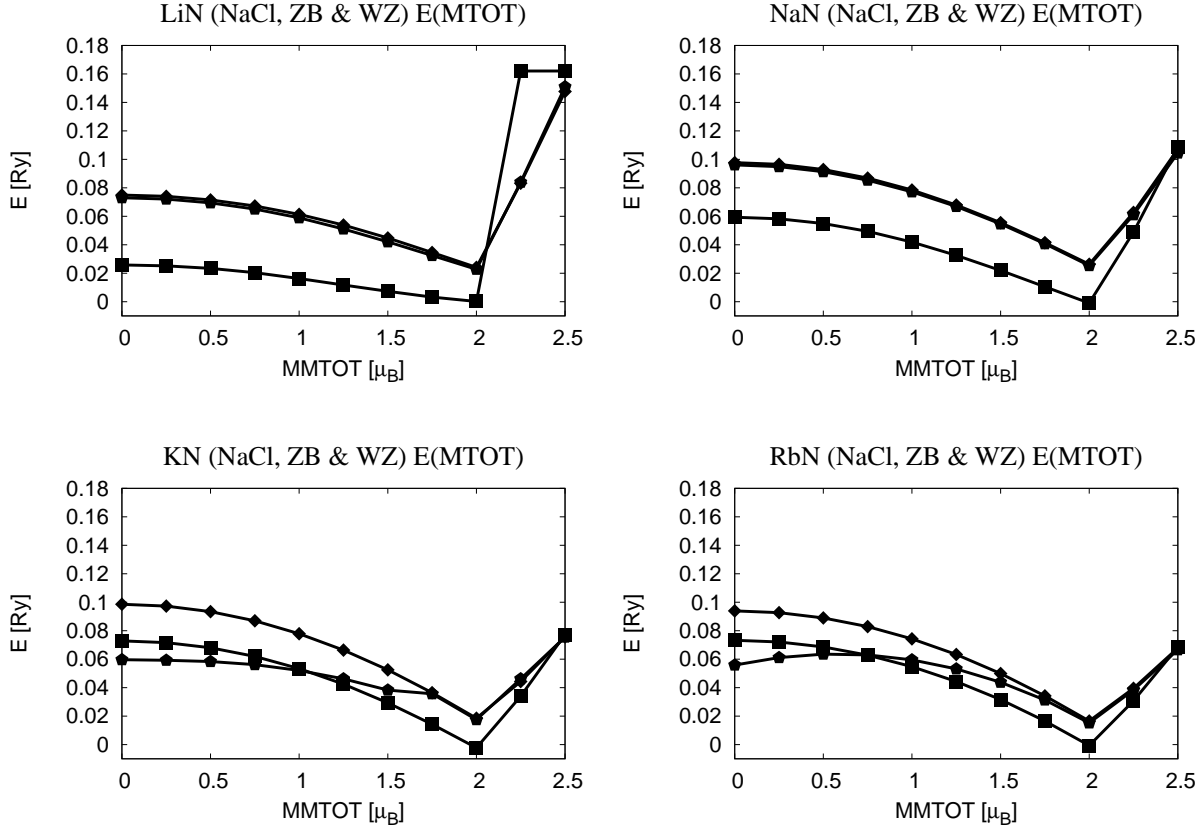 LiN (NaCl, ZB & WZ) E(MTOT)
E [Ry]
0.18
0.16
0.14
0.12
0.1
0.08
0.06
0.04
0.02
0
0 0.5 1 1.5 2 2.5
MMTOT [μB]
NaN (NaCl, ZB & WZ) E(MTOT)
E [Ry]
0.18
0.16
0.14
0.12
0.1
0.08
0.06
0.04
0.02
0
0 0.5 1 1.5 2 2.5
MMTOT [μB]
KN (NaCl, ZB & WZ) E(MTOT)
E [Ry]
0.18
0.16
0.14
0.12
0.1
0.08
0.06
0.04
0.02
0
0 0.5 1 1.5 2 2.5
MMTOT [μB]
RbN (NaCl, ZB & WZ) E(MTOT)
E [Ry]
0.18
0.16
0.14
0.12
0.1
0.08
0.06
0.04
0.02
0
0 0.5 1 1.5 2 2.5
MMTOT [μB]